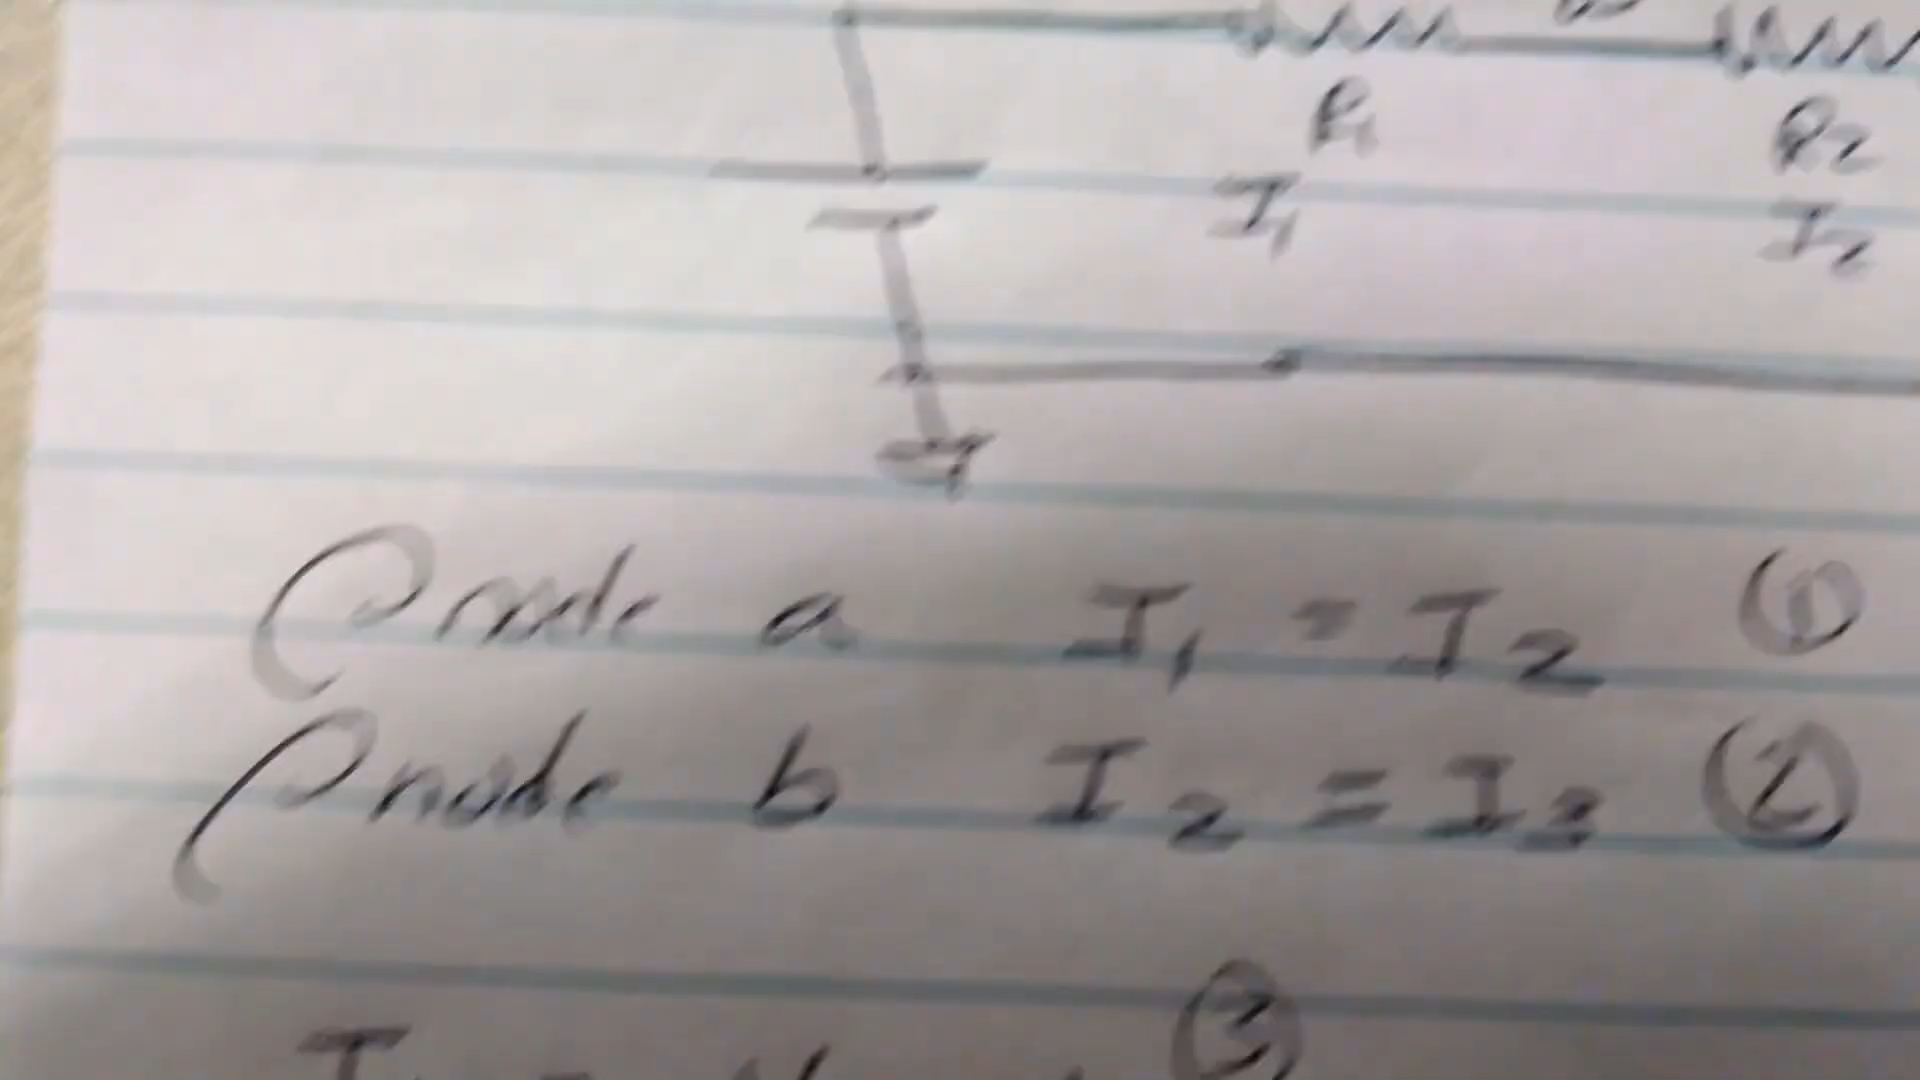 R1 R2
I1 I2
@node a I1 = I2 ①
@node b I2 = I3 ②
③